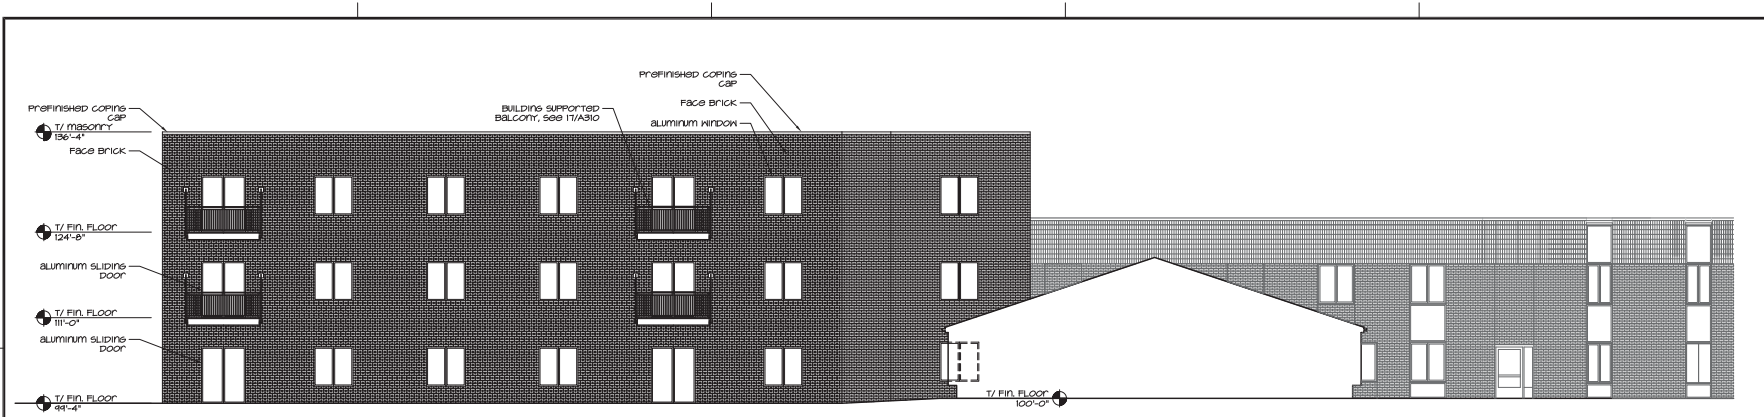 PREFINISHED COPING
CAP
FACE BRICK
ALUMINUM WINDOW
BUILDING SUPPORTED
BALCONY, SEE 17/A310
PREFINISHED COPING
CAP
T/ MASONRY
136'-4"
FACE BRICK
T/ FIN. FLOOR
124'-8"
ALUMINUM SLIDING
DOOR
T/ FIN. FLOOR
111'-0"
ALUMINUM SLIDING
DOOR
T/ FIN. FLOOR
99'-4"
T/ FIN. FLOOR
100'-0"